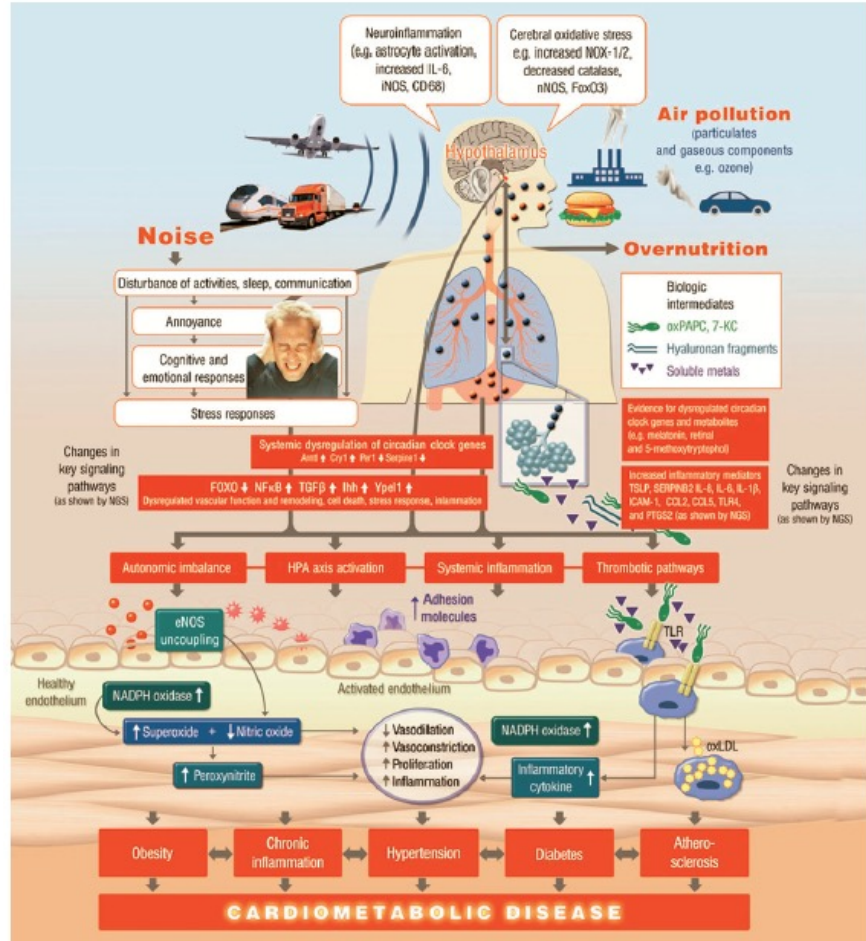 Neuroinflammation
(e.g. astrocyte activation,
increased IL-6,
iNOS, CD68)
Cerebral oxidative stress
e.g. increased NOX-1/2,
decreased catalase,
nNOS, FoxO3)
Air pollution
(particulates
and gaseous components
e.g. ozone)
Hypothalamus
Noise
Overnutrition
Disturbance of activities, sleep, communication
Annoyance
Cognitive and
emotional responses
Stress responses
Biologic
intermediates
oxPAPC, 7-KC
Hyaluronan fragments
Soluble metals
Changes in
key signaling
pathways
(as shown by NGS)
Systemic dysregulation of circadian clock genes
Arntl ↑ Cry1 ↑ Per1 ↓ Serpine1 ↓
FOXO ↓ NFκB ↑ TGFβ ↑ Ihh ↑ Ypel1 ↑
Dysregulated vascular function and remodeling, cell death, stress response, inlammation
Evidence for dysregulated circadian
clock genes and metabolites
(e.g. melatonin, retinal
and 5-methoxytryptophol)
Increased inflammatory mediators
TSLP, SERPINB2 IL-8, IL-6, IL-1β,
ICAM-1, CCL2, CCL5, TLR4,
and PTGS2 (as shown by NGS)
Changes in
key signaling
pathways
(as shown by NGS)
Autonomic imbalance
HPA axis activation
Systemic inflammation
Thrombotic pathways
eNOS
uncoupling
↑ Adhesion
molecules
TLR
Healthy
endothelium
Activated endothelium
NADPH oxidase ↑
↑ Superoxide + ↓ Nitric oxide
↑ Peroxynitrite
↓ Vasodilation
↑ Vasoconstriction
↑ Proliferation
↑ Inflammation
NADPH oxidase ↑
Inflammatory
cytokine ↑
oxLDL
Obesity
Chronic
inflammation
Hypertension
Diabetes
Athero-
sclerosis
CARDIOMETABOLIC DISEASE